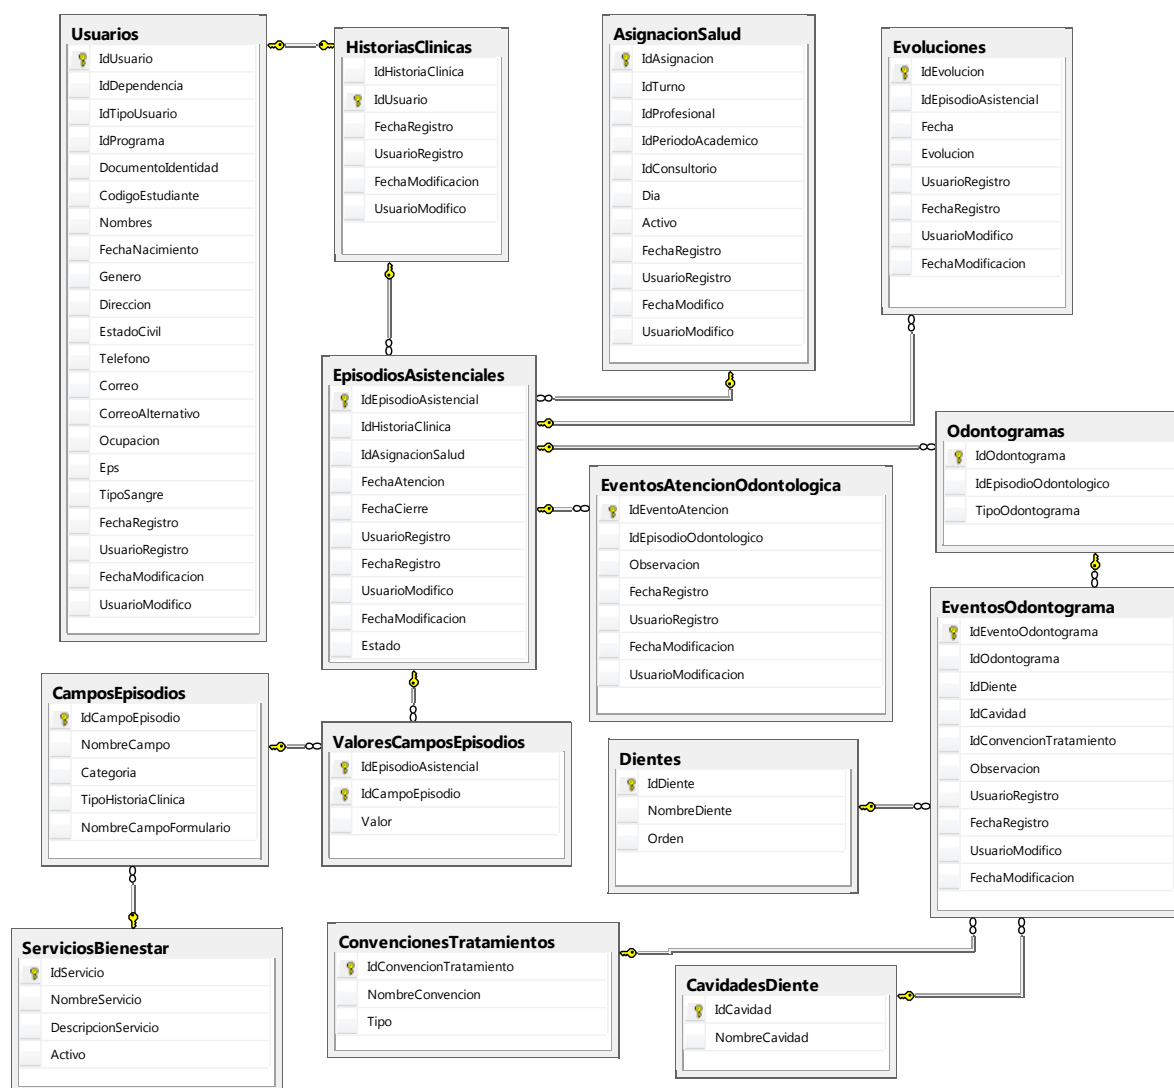 Usuarios
IdUsuario
IdDependencia
IdTipoUsuario
IdPrograma
DocumentoIdentidad
CodigoEstudiante
Nombres
FechaNacimiento
Genero
Direccion
EstadoCivil
Telefono
Correo
CorreoAlternativo
Ocupacion
Eps
TipoSangre
FechaRegistro
UsuarioRegistro
FechaModificacion
UsuarioModifico
HistoriasClinicas
IdHistoriaClinica
IdUsuario
FechaRegistro
UsuarioRegistro
FechaModificacion
UsuarioModifico
AsignacionSalud
IdAsignacion
IdTurno
IdProfesional
IdPeriodoAcademico
IdConsultorio
Dia
Activo
FechaRegistro
UsuarioRegistro
FechaModifico
UsuarioModifico
Evoluciones
IdEvolucion
IdEpisodioAsistencial
Fecha
Evolucion
UsuarioRegistro
FechaRegistro
UsuarioModifico
FechaModificacion
EpisodiosAsistenciales
IdEpisodioAsistencial
IdHistoriaClinica
IdAsignacionSalud
FechaAtencion
FechaCierre
UsuarioRegistro
FechaRegistro
UsuarioModifico
FechaModificacion
Estado
EventosAtencionOdontologica
IdEventoAtencion
IdEpisodioOdontologico
Observacion
FechaRegistro
UsuarioRegistro
FechaModificacion
UsuarioModificacion
Odontogramas
IdOdontograma
IdEpisodioOdontologico
TipoOdontograma
EventosOdontograma
IdEventoOdontograma
IdOdontograma
IdDiente
IdCavidad
IdConvencionTratamiento
Observacion
UsuarioRegistro
FechaRegistro
UsuarioModifico
FechaModificacion
CamposEpisodios
IdCampoEpisodio
NombreCampo
Categoria
TipoHistoriaClinica
NombreCampoFormulario
ValoresCamposEpisodios
IdEpisodioAsistencial
IdCampoEpisodio
Valor
Dientes
IdDiente
NombreDiente
Orden
ServiciosBienestar
IdServicio
NombreServicio
DescripcionServicio
Activo
ConvencionesTratamientos
IdConvencionTratamiento
NombreConvencion
Tipo
CavidadesDiente
IdCavidad
NombreCavidad